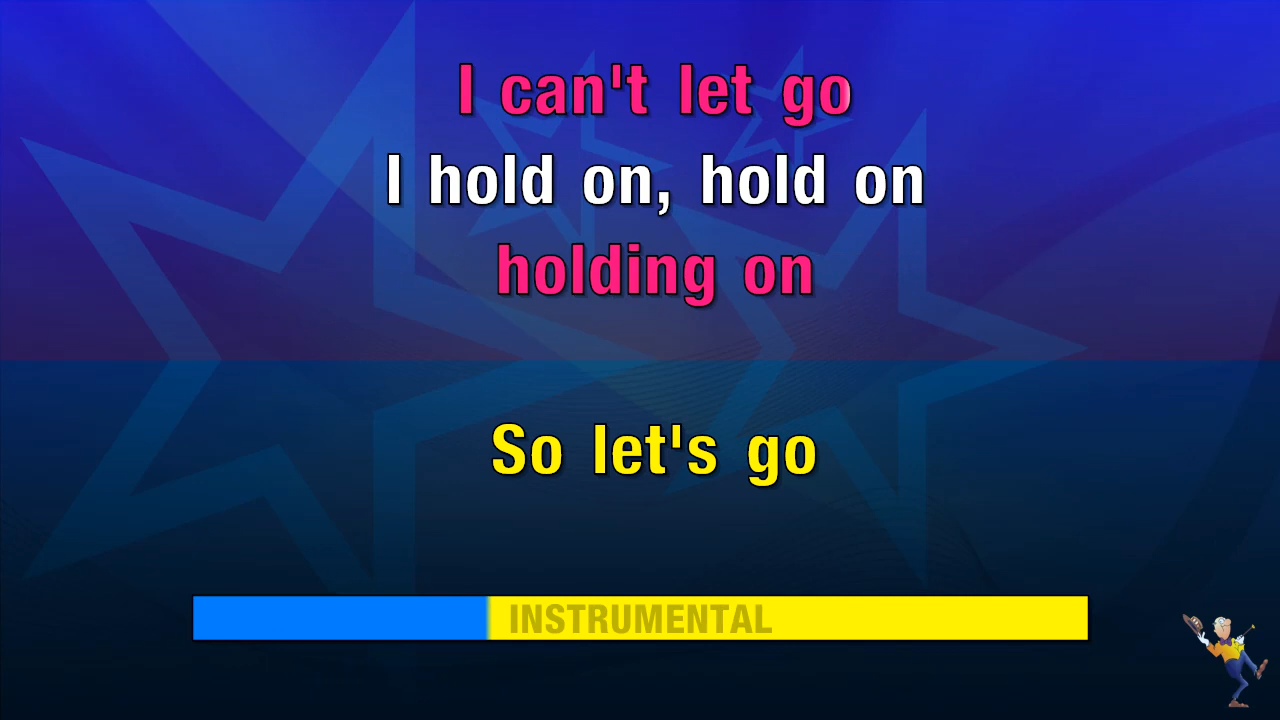 I can't let go
I hold on, hold on
holding on
So let's go
INSTRUMENTAL